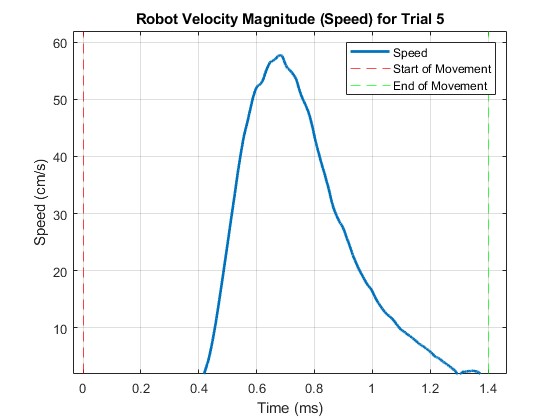 Robot Velocity Magnitude (Speed) for Trial 5
60
50
40
30
20
10
Speed (cm/s)
Speed
Start of Movement
End of Movement
0 0.2 0.4 0.6 0.8 1 1.2 1.4
Time (ms)